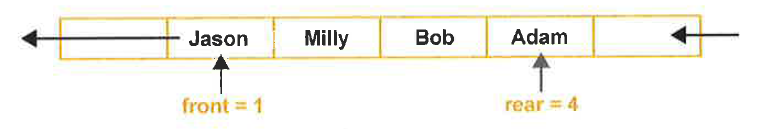 Jason Milly Bob Adam
front = 1 rear = 4